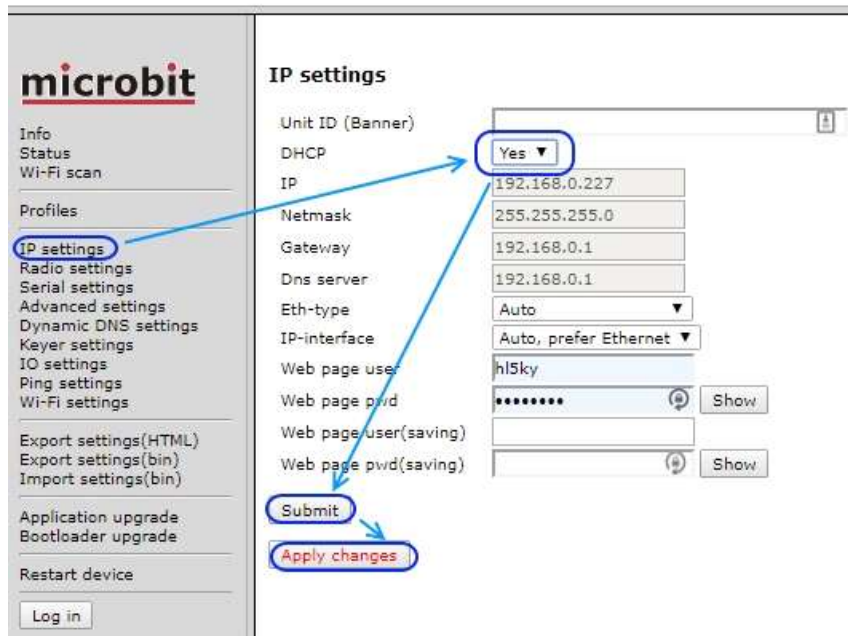 microbit
Info
Status
Wi-Fi scan
Profiles
IP settings
Radio settings
Serial settings
Advanced settings
Dynamic DNS settings
Keyer settings
IO settings
Ping settings
Wi-Fi settings
Export settings(HTML)
Export settings(bin)
Import settings(bin)
Application upgrade
Bootloader upgrade
Restart device
Log in
IP settings
Unit ID (Banner)
DHCP Yes ▼
IP 192.168.0.227
Netmask 255.255.255.0
Gateway 192.168.0.1
Dns server 192.168.0.1
Eth-type Auto ▼
IP-interface Auto, prefer Ethernet ▼
Web page user hl5ky
Web page pwd •••••••• Show
Web page user(saving)
Web page pwd(saving) Show
Submit
Apply changes